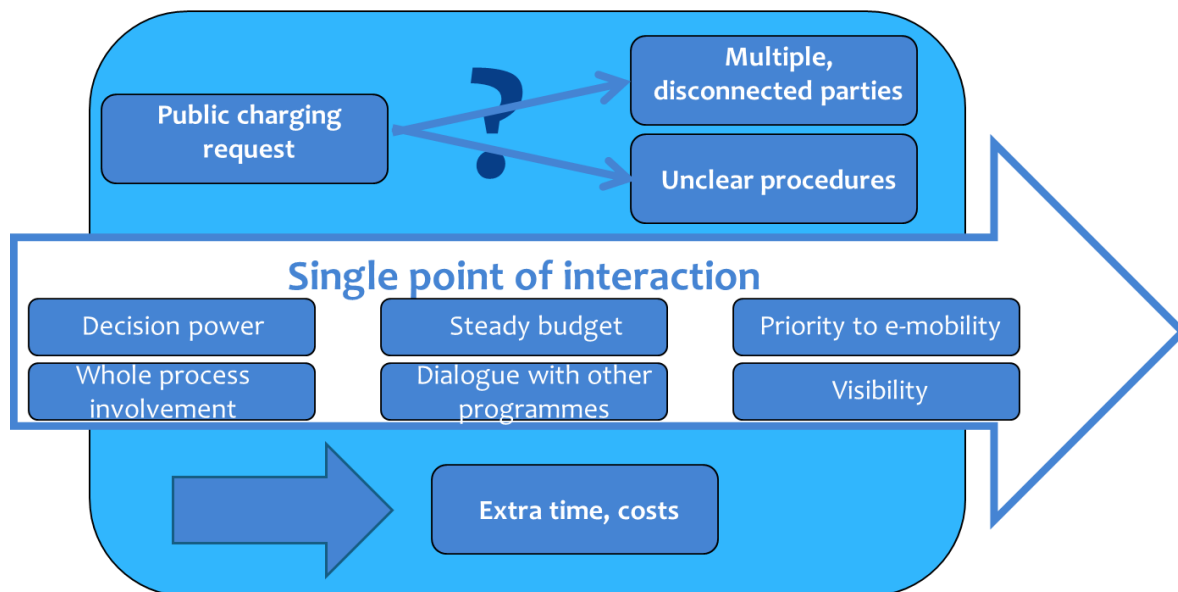 Multiple,
disconnected parties
Public charging
request
?
Unclear procedures
Single point of interaction
Decision power
Steady budget
Priority to e-mobility
Whole process
involvement
Dialogue with other
programmes
Visibility
Extra time, costs